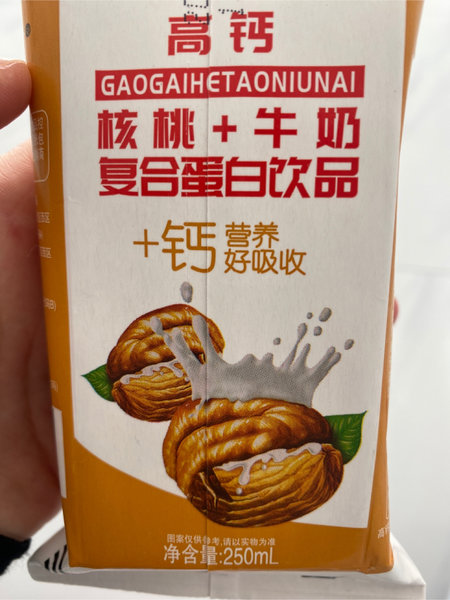 高钙
GAOGAIHETAONIUNAI
核桃+牛奶
复合蛋白饮品
+钙 营养
好吸收
图案仅供参考,请以实物为准
净含量:250mL